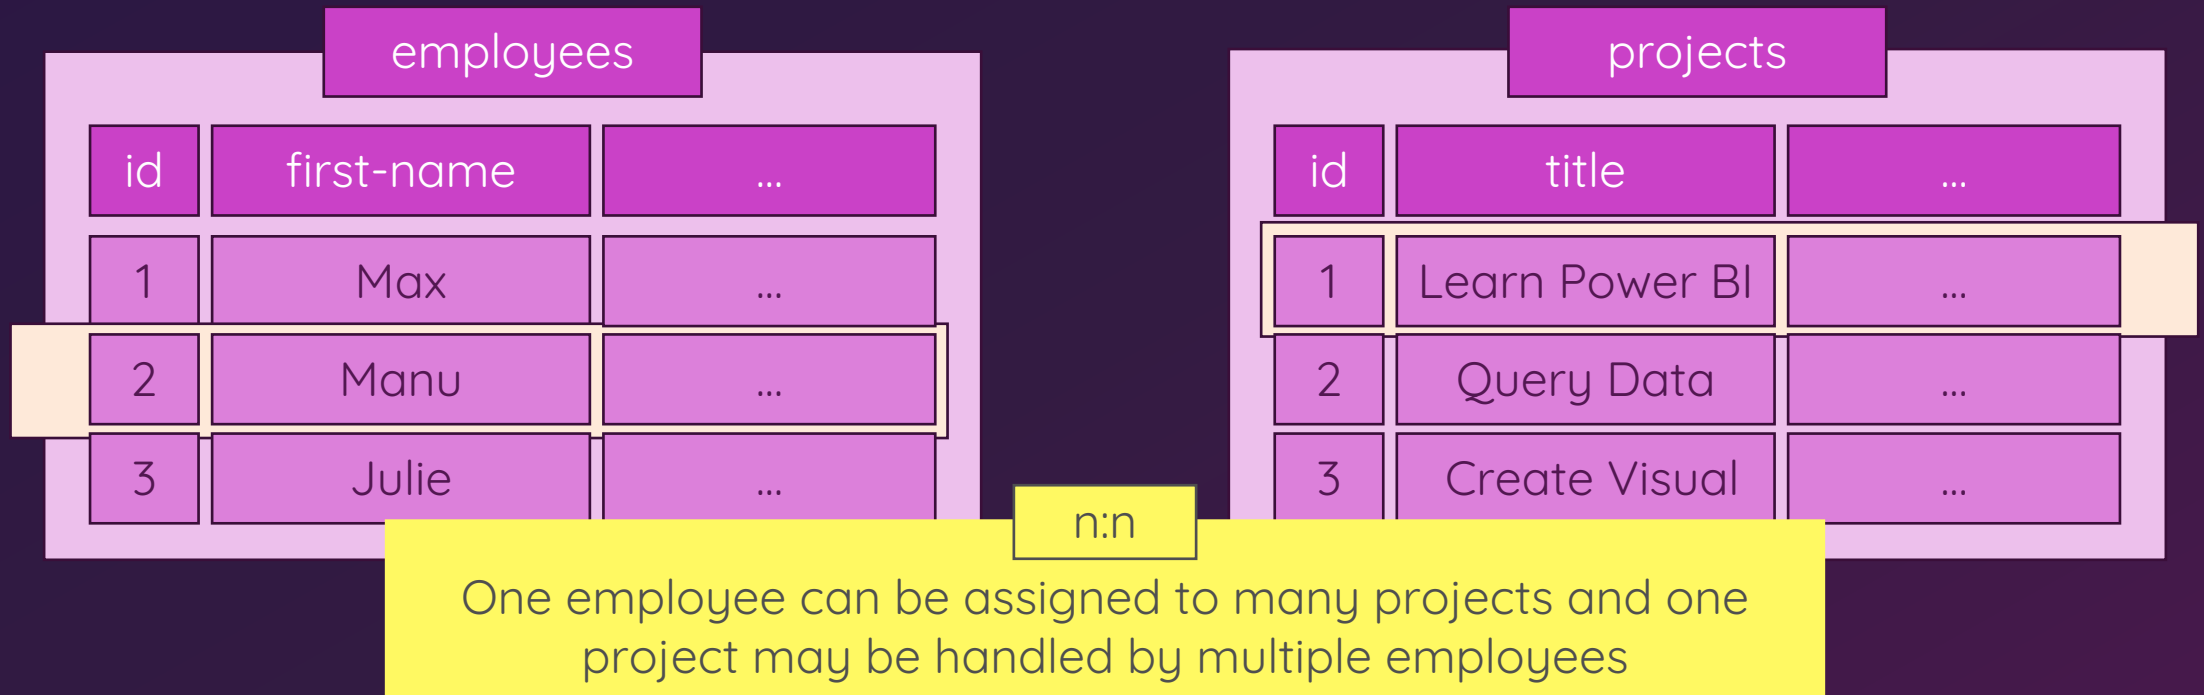 employees
id first-name ...
1 Max ...
2 Manu ...
3 Julie ...
projects
id title ...
1 Learn Power BI ...
2 Query Data ...
3 Create Visual ...
n:n
One employee can be assigned to many projects and one
project may be handled by multiple employees